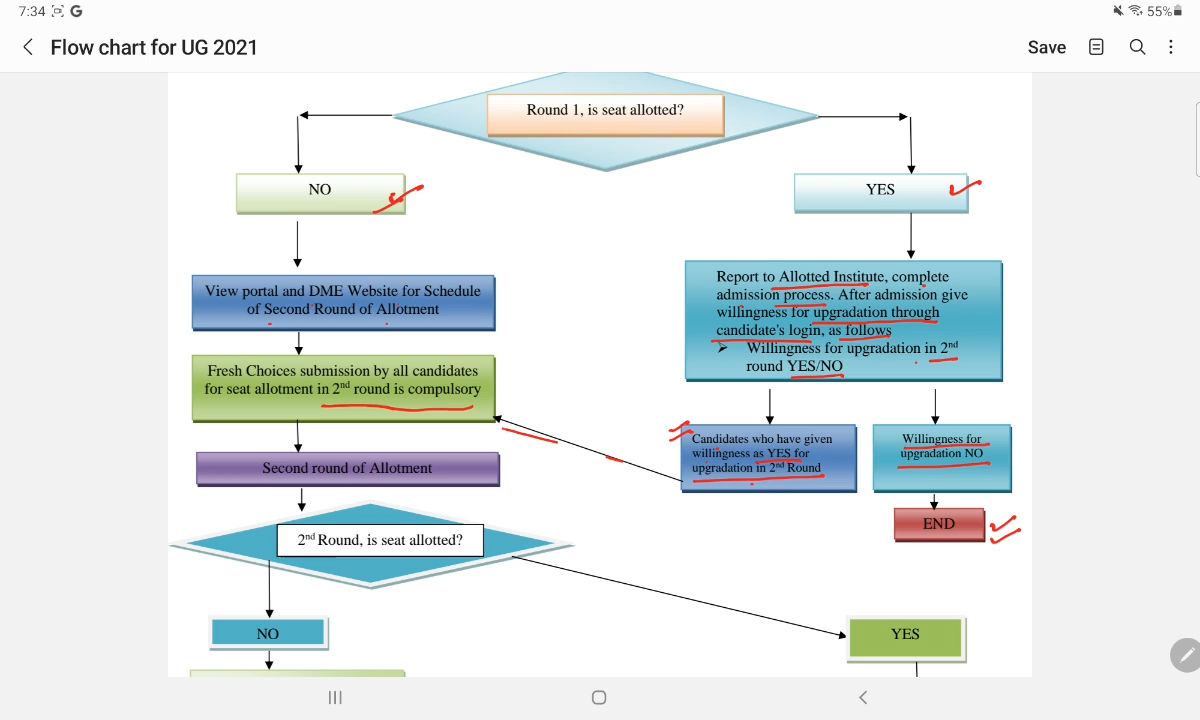 7:34 G 55%
Flow chart for UG 2021
Save
Round 1, is seat allotted?
NO
YES
View portal and DME Website for Schedule
of Second Round of Allotment
Report to Allotted Institute, complete
admission process. After admission give
willingness for upgradation through
candidate's login, as follows
➤ Willingness for upgradation in 2nd
round YES/NO
Fresh Choices submission by all candidates
for seat allotment in 2nd round is compulsory
Candidates who have given
willingness as YES for
upgradation in 2nd Round
Willingness for
upgradation NO
Second round of Allotment
END
2nd Round, is seat allotted?
NO
YES